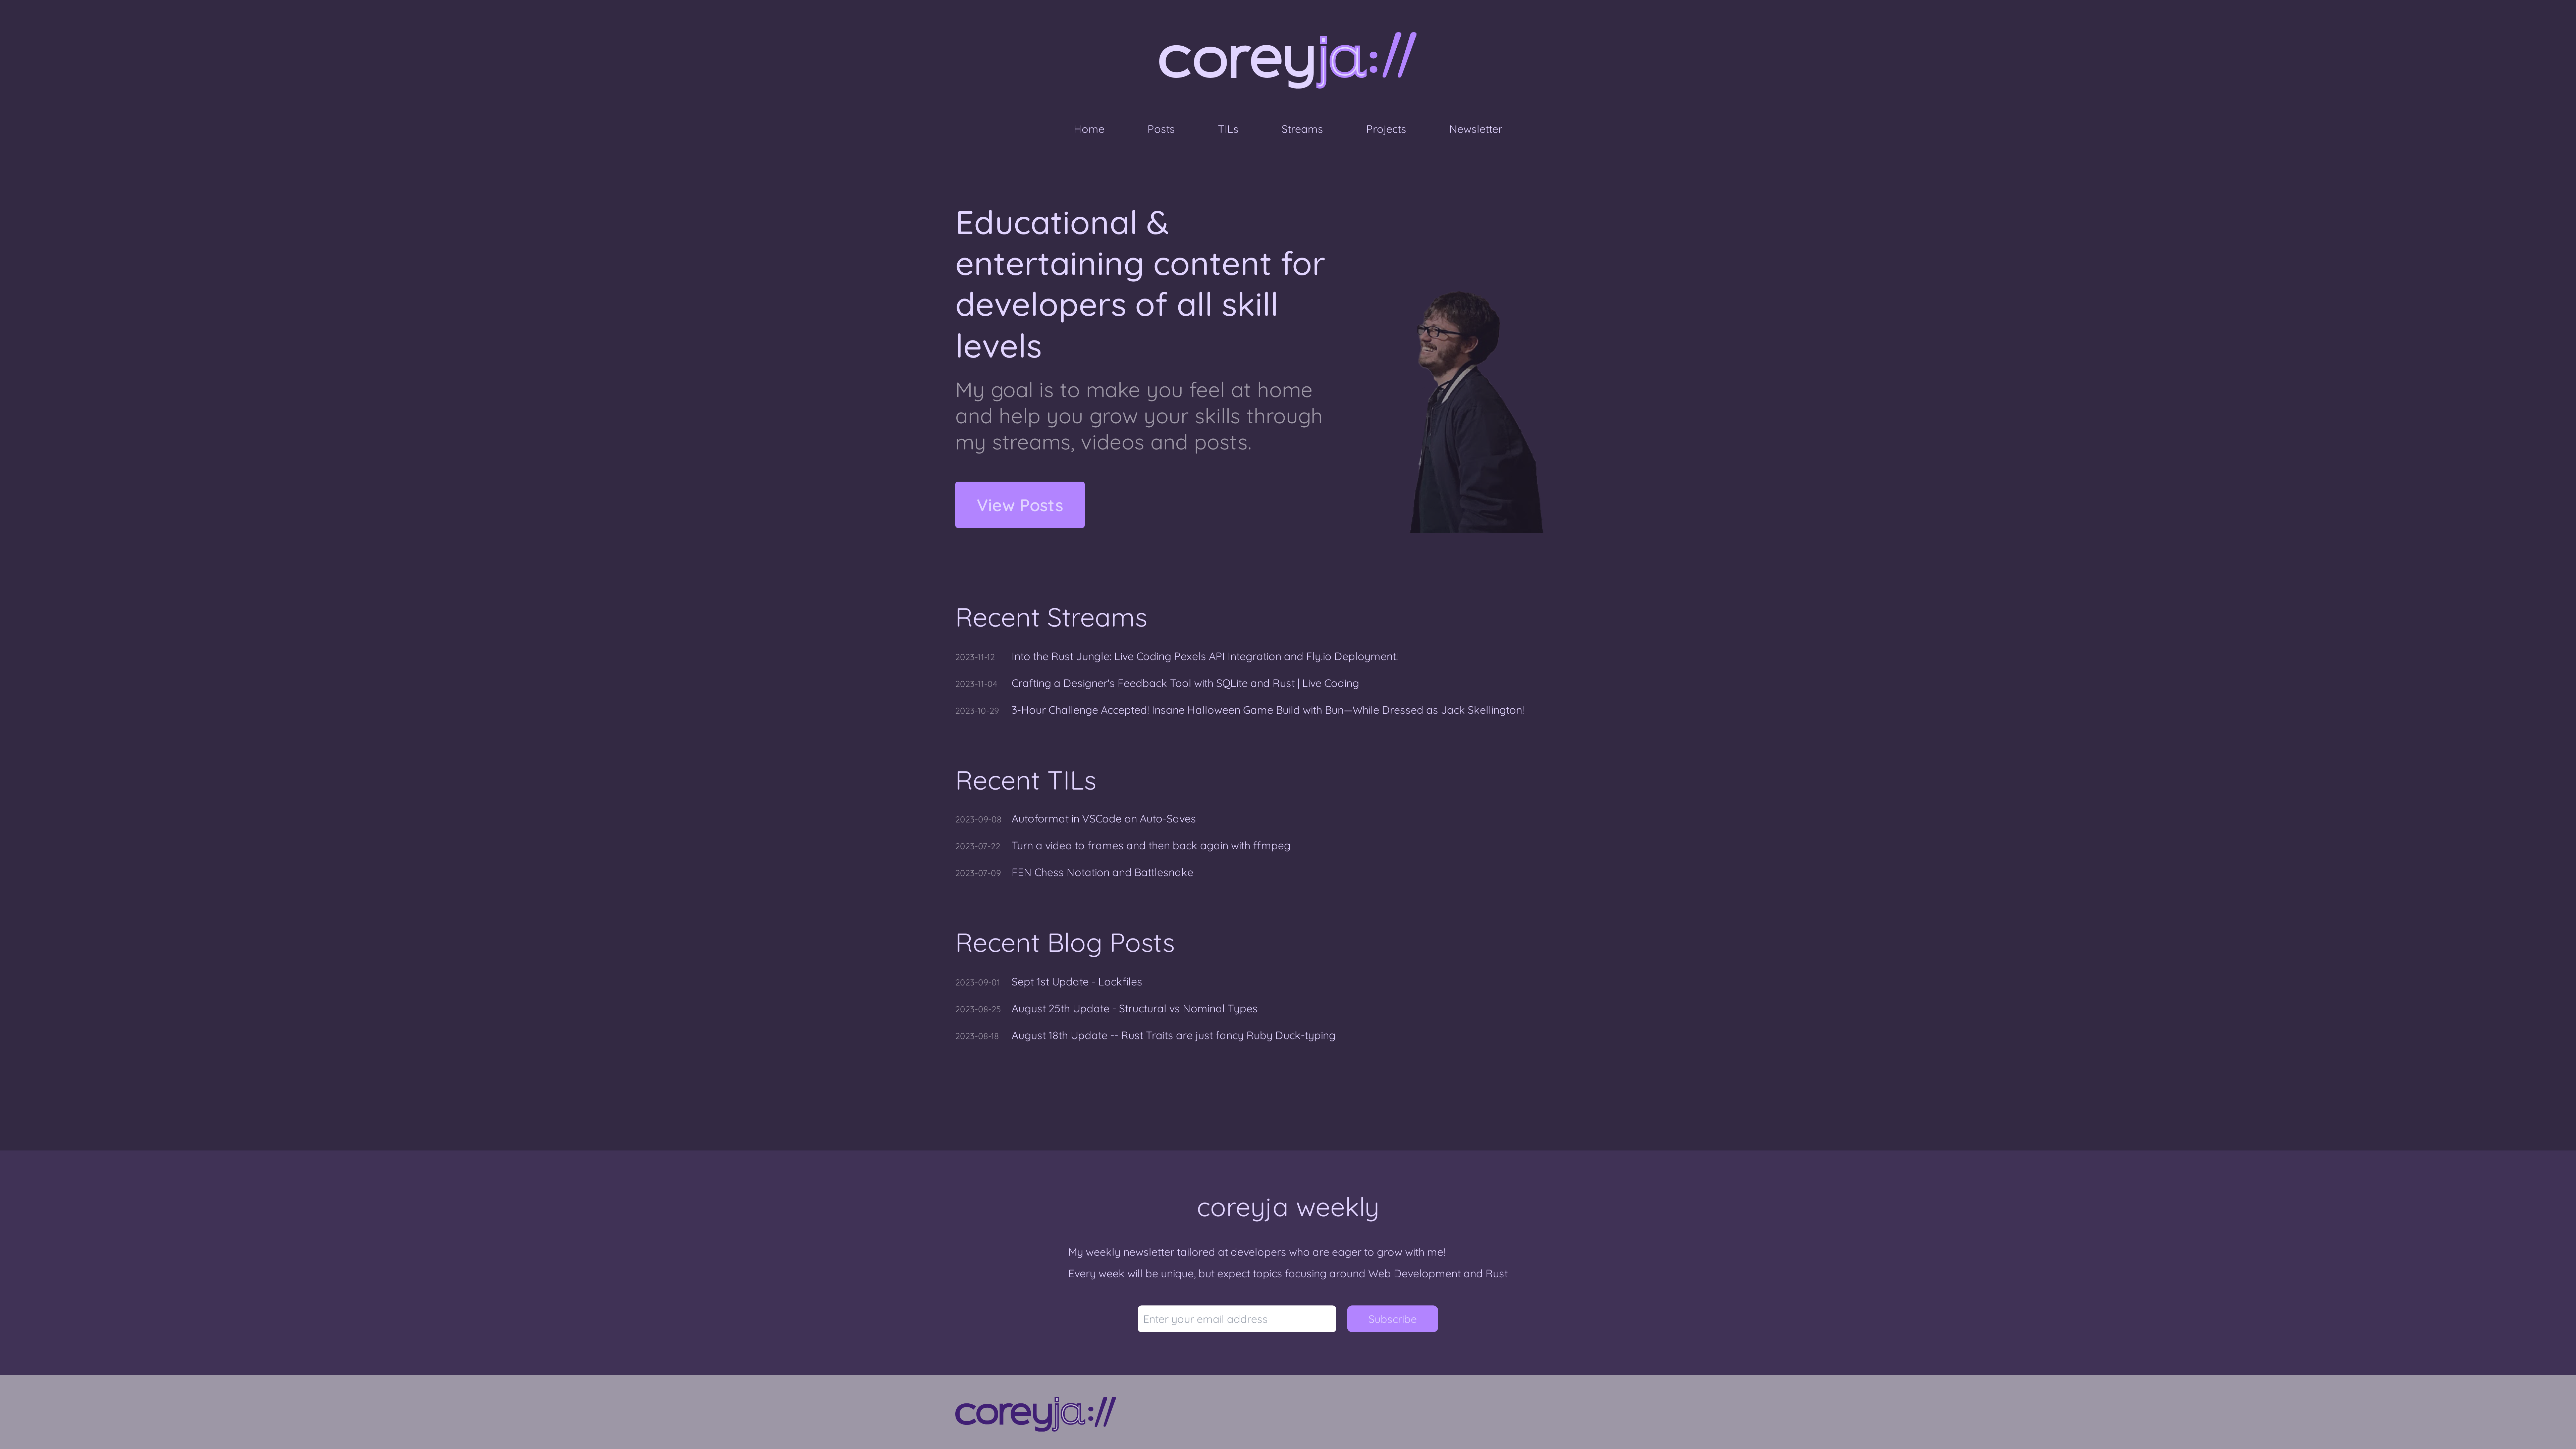 coreyja://
Home Posts TILs Streams Projects Newsletter
Educational &
entertaining content for
developers of all skill
levels
My goal is to make you feel at home
and help you grow your skills through
my streams, videos and posts.
View Posts
Recent Streams
2023-11-12 Into the Rust Jungle: Live Coding Pexels API Integration and Fly.io Deployment!
2023-11-04 Crafting a Designer's Feedback Tool with SQLite and Rust | Live Coding
2023-10-29 3-Hour Challenge Accepted! Insane Halloween Game Build with Bun—While Dressed as Jack Skellington!
Recent TILs
2023-09-08 Autoformat in VSCode on Auto-Saves
2023-07-22 Turn a video to frames and then back again with ffmpeg
2023-07-09 FEN Chess Notation and Battlesnake
Recent Blog Posts
2023-09-01 Sept 1st Update - Lockfiles
2023-08-25 August 25th Update - Structural vs Nominal Types
2023-08-18 August 18th Update -- Rust Traits are just fancy Ruby Duck-typing
coreyja weekly
My weekly newsletter tailored at developers who are eager to grow with me!
Every week will be unique, but expect topics focusing around Web Development and Rust
Enter your email address Subscribe
coreyja://